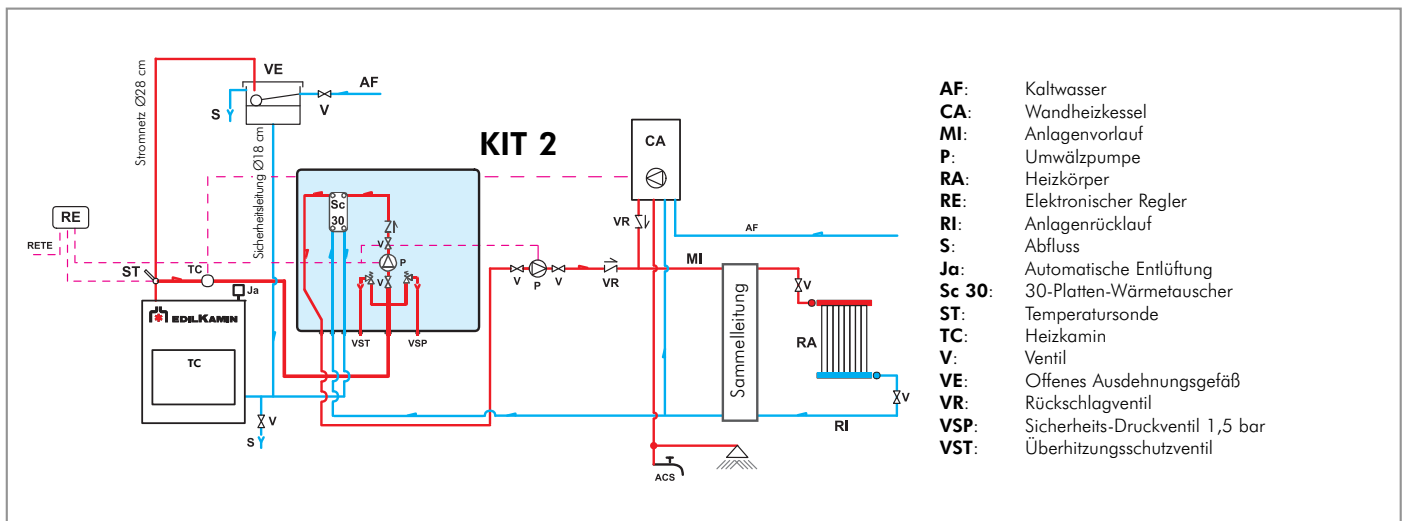 VE
AF
S
V
Stromnetz Ø28 cm
Sicherheitsleitung Ø18 cm
KIT 2
CA
Sc
30
RE
RETE
VR
AF
V
P
ST
TC
V
V
P
V
VR
MI
Ja
V
EDILKAMIN
TC
VST
VSP
Sammelleitung
RA
V
V
S
RI
ACS
AF: Kaltwasser
CA: Wandheizkessel
MI: Anlagenvorlauf
P: Umwälzpumpe
RA: Heizkörper
RE: Elektronischer Regler
RI: Anlagenrücklauf
S: Abfluss
Ja: Automatische Entlüftung
Sc 30: 30-Platten-Wärmetauscher
ST: Temperatursonde
TC: Heizkamin
V: Ventil
VE: Offenes Ausdehnungsgefäß
VR: Rückschlagventil
VSP: Sicherheits-Druckventil 1,5 bar
VST: Überhitzungsschutzventil